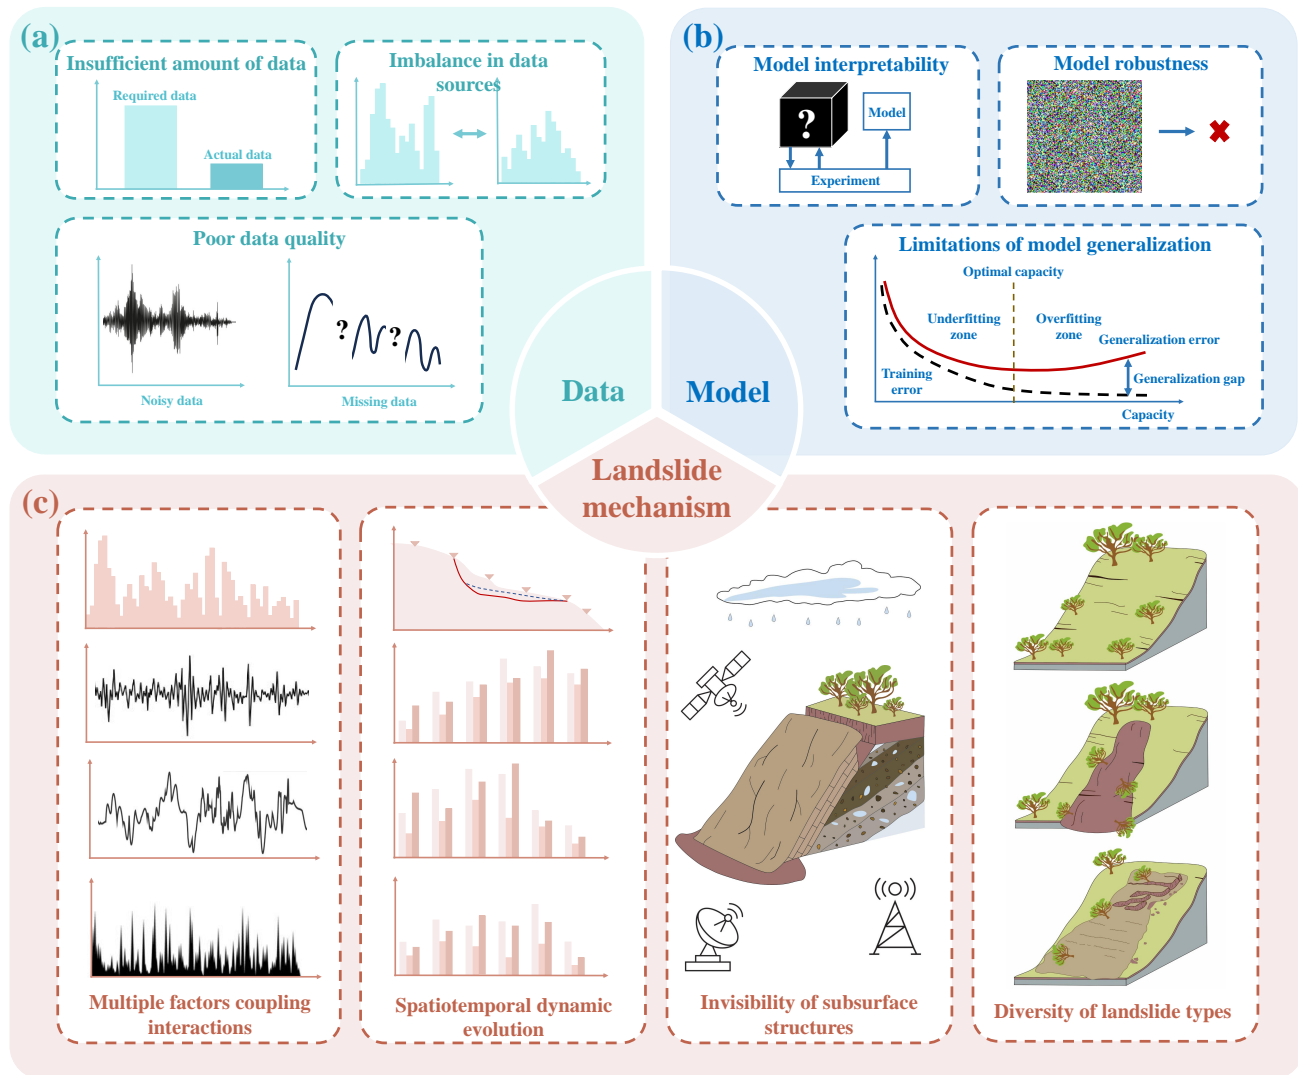 (a)
Insufficient amount of data
Required data
Actual data
Imbalance in data
sources
Poor data quality
?
?
Noisy data
Missing data
(b)
Model interpretability
?
Model
Experiment
Model robustness
Limitations of model generalization
Optimal capacity
Underfitting
zone
Overfitting
zone
Generalization error
Training
error
Generalization gap
Capacity
Data
Model
Landslide
mechanism
(c)
Multiple factors coupling
interactions
Spatiotemporal dynamic
evolution
Invisibility of subsurface
structures
Diversity of landslide types